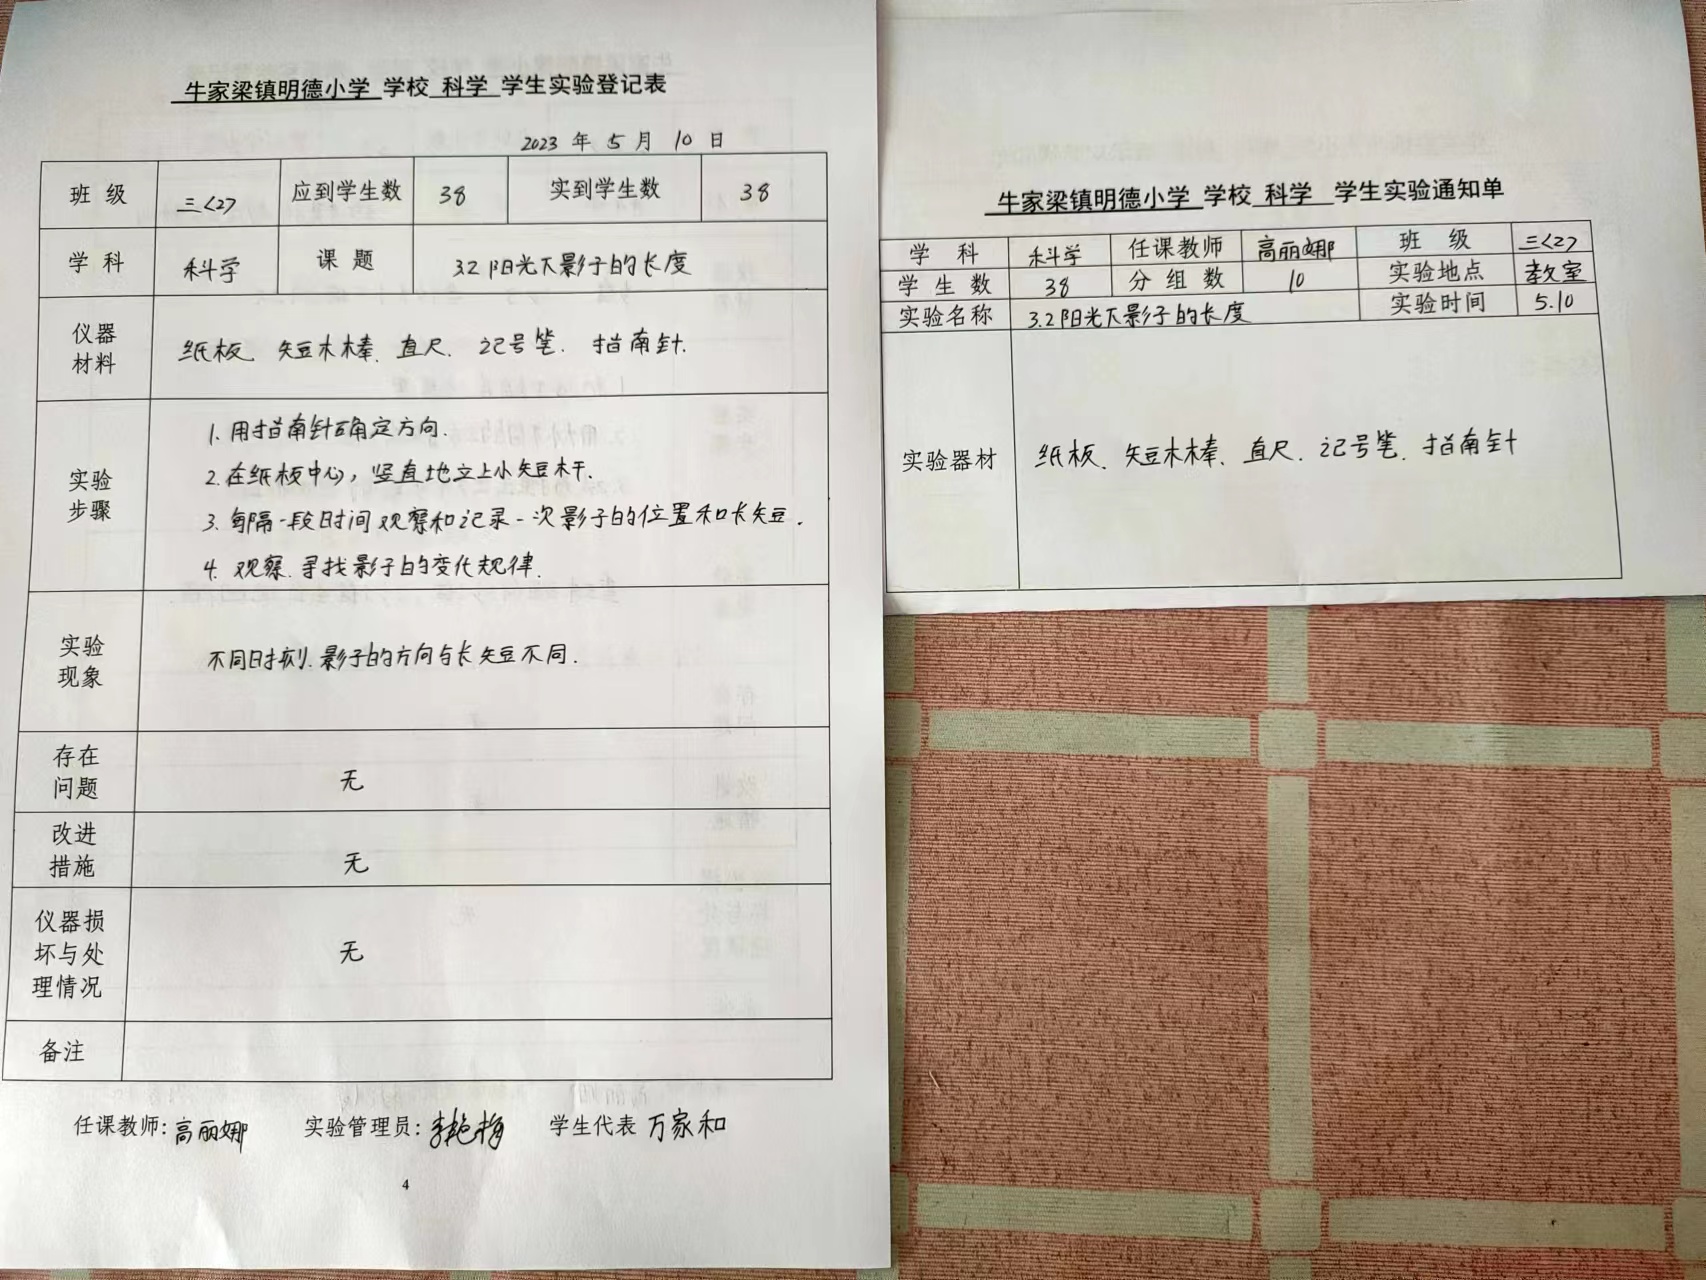 牛家梁镇明德小学 学校 科学 学生实验登记表
2023 年 5 月 10 日
班 级 三<2> 应到学生数 38 实到学生数 38
学 科 科学 课 题 3.2 阳光下影子的长度
仪器
材料
纸板、短木棒、直尺、记号笔、指南针.
实验
步骤
1. 用指南针确定方向.
2. 在纸板中心，竖直地立上小短杆.
3. 每隔一段时间观察和记录一次影子的位置和长短.
4. 观察、寻找影子的变化规律.
实验
现象
不同时刻、影子的方向与长短不同.
存在
问题
无
改进
措施
无
仪器损
坏与处
理情况
无
备注
任课教师: 高丽娜 实验管理员: 李艳梅 学生代表 万家和
4
牛家梁镇明德小学 学校 科学 学生实验通知单
学 科 科学 任课教师 高丽娜 班 级 三<2>
学 生 数 38 分 组 数 10 实验地点 教室
实验名称 3.2 阳光下影子的长度 实验时间 5.10
实验器材 纸板、短木棒、直尺、记号笔、指南针